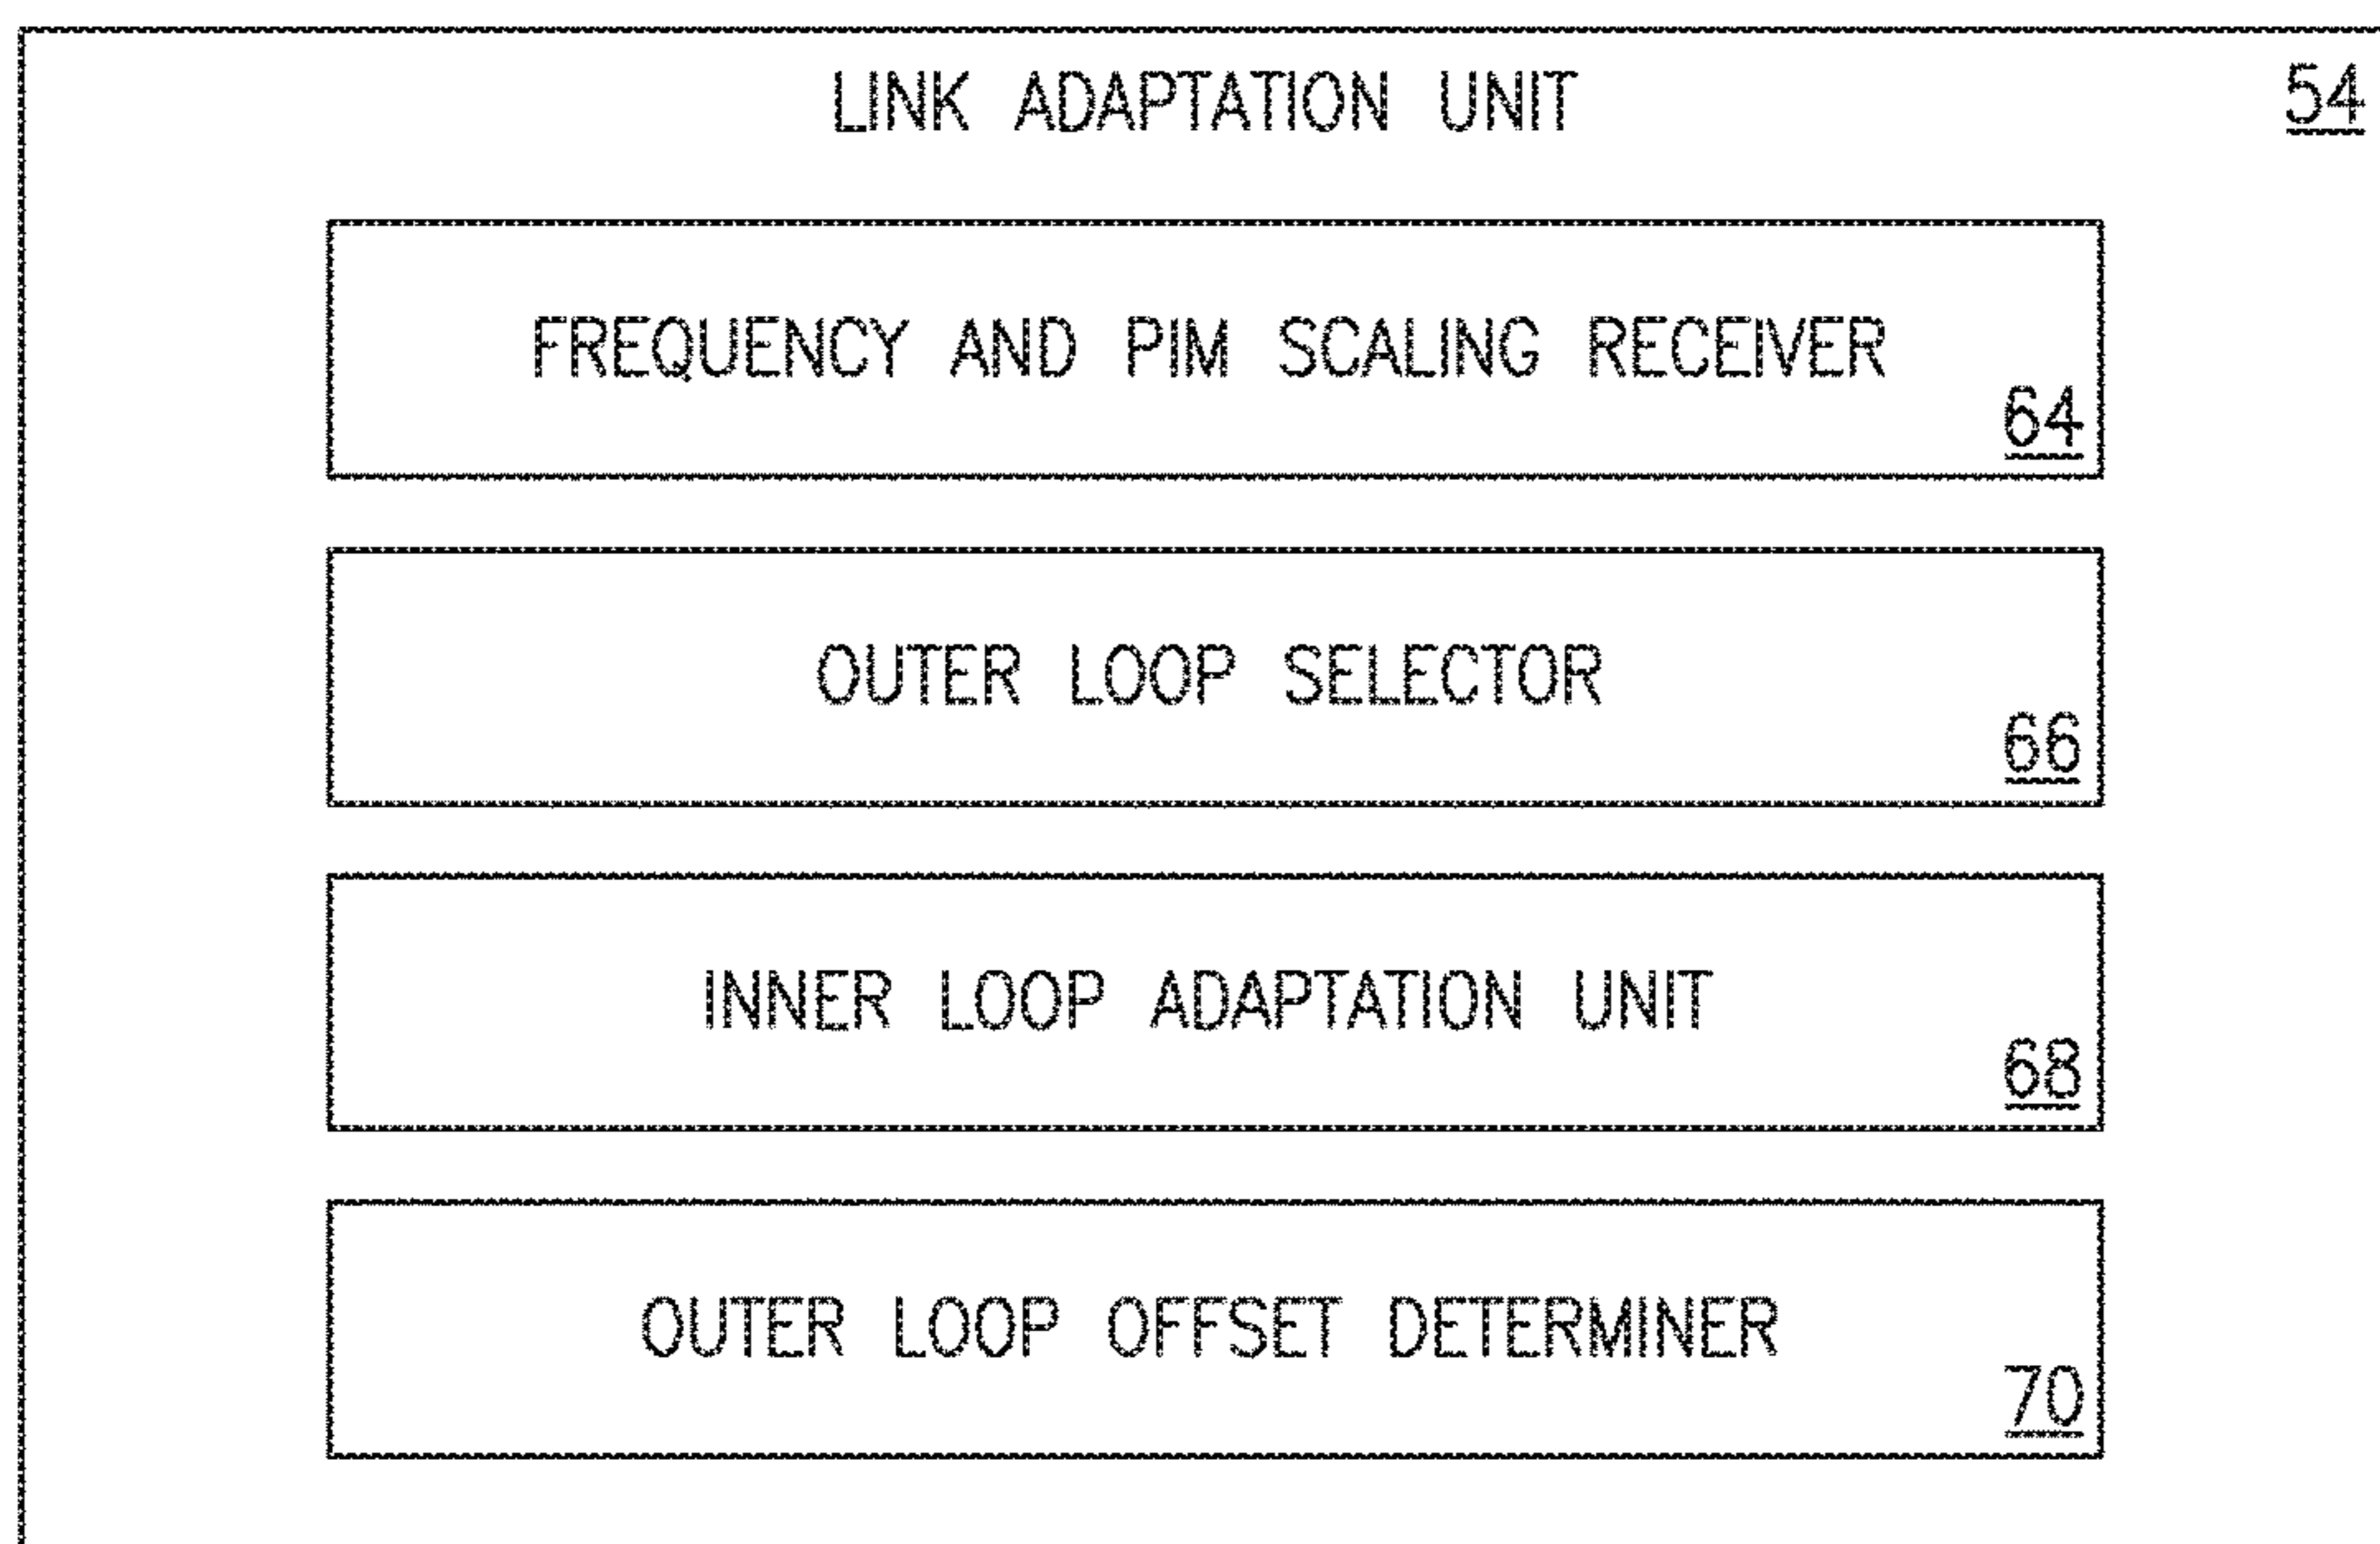 LINK ADAPTATION UNIT 54
FREQUENCY AND PIM SCALING RECEIVER
64
OUTER LOOP SELECTOR
66
INNER LOOP ADAPTATION UNIT
68
OUTER LOOP OFFSET DETERMINER
70